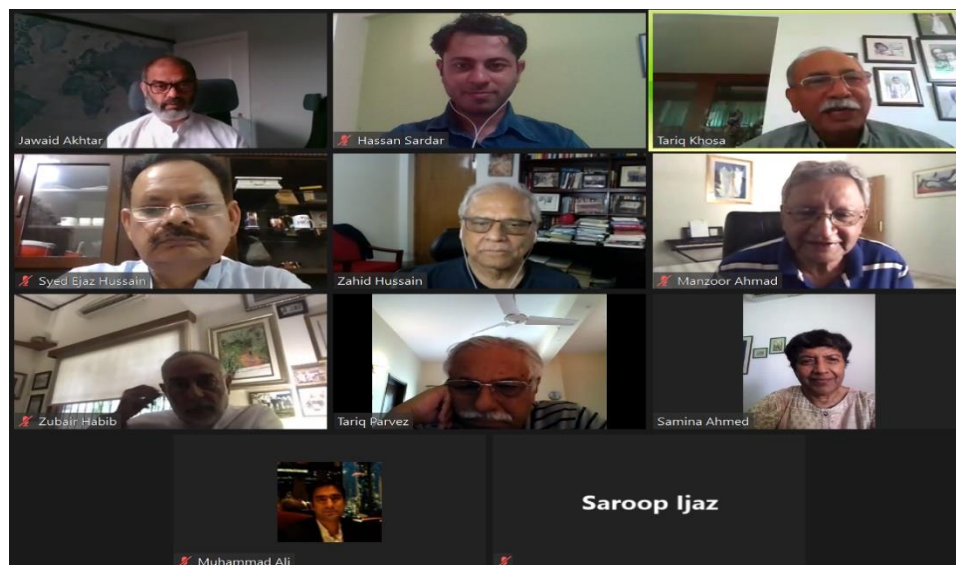 Jawaid Akhtar
Hassan Sardar
Tariq Khosa
Syed Ejaz Hussain
Zahid Hussain
Manzoor Ahmad
Zubair Habib
Tariq Parvez
Samina Ahmed
Saroop Ijaz
Muhammad Ali